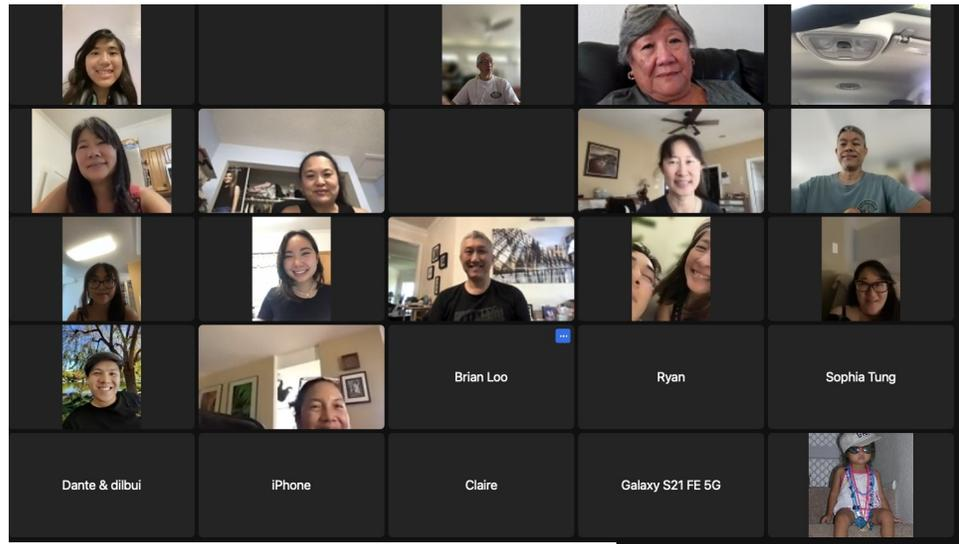 Brian Loo
Ryan
Sophia Tung
Dante & dilbui
iPhone
Claire
Galaxy S21 FE 5G